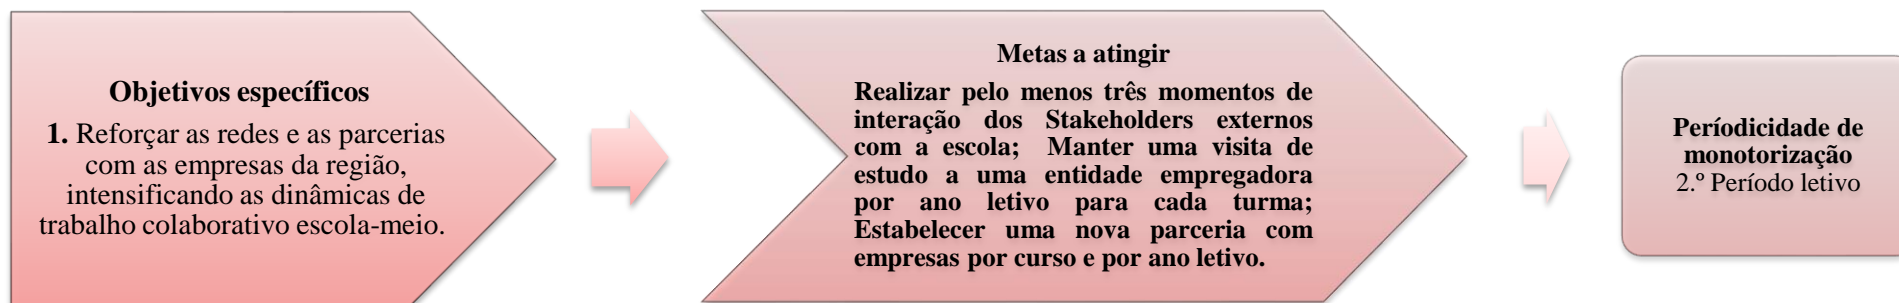 Objetivos específicos
1. Reforçar as redes e as parcerias
com as empresas da região,
intensificando as dinâmicas de
trabalho colaborativo escola-meio.
Metas a atingir
Realizar pelo menos três momentos de
interação dos Stakeholders externos
com a escola; Manter uma visita de
estudo a uma entidade empregadora
por ano letivo para cada turma;
Estabelecer uma nova parceria com
empresas por curso e por ano letivo.
Períodicidade de
monotorização
2.º Período letivo